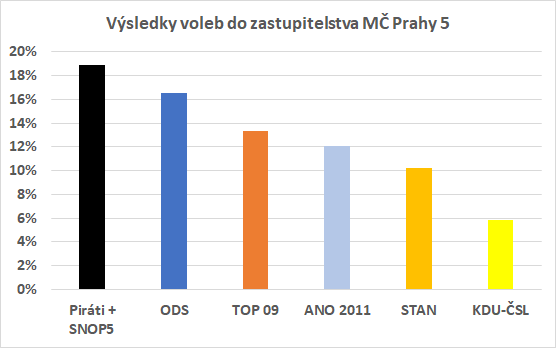 Výsledky voleb do zastupitelstva MČ Prahy 5
20%
18%
16%
14%
12%
10%
8%
6%
4%
2%
0%
Piráti +
SNOP5
ODS
TOP 09
ANO 2011
STAN
KDU-ČSL